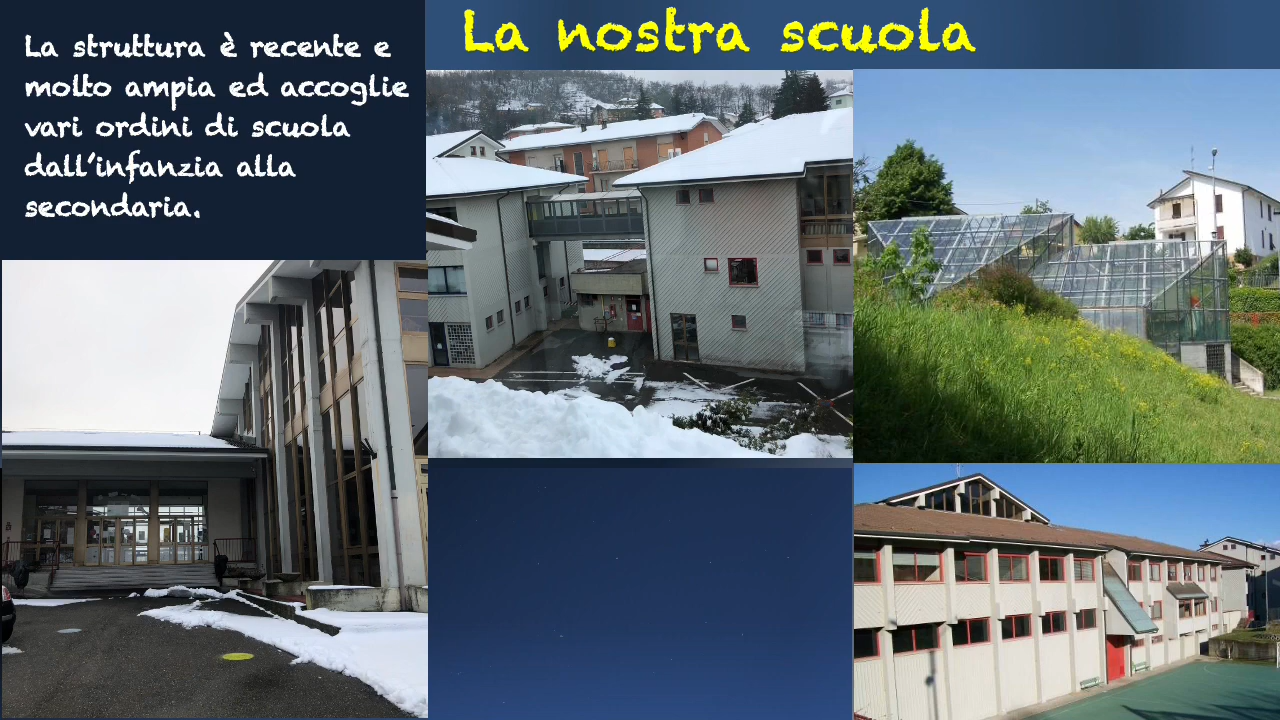 La nostra scuola
La struttura è recente e
molto ampia ed accoglie
vari ordini di scuola
dall'infanzia alla
secondaria.